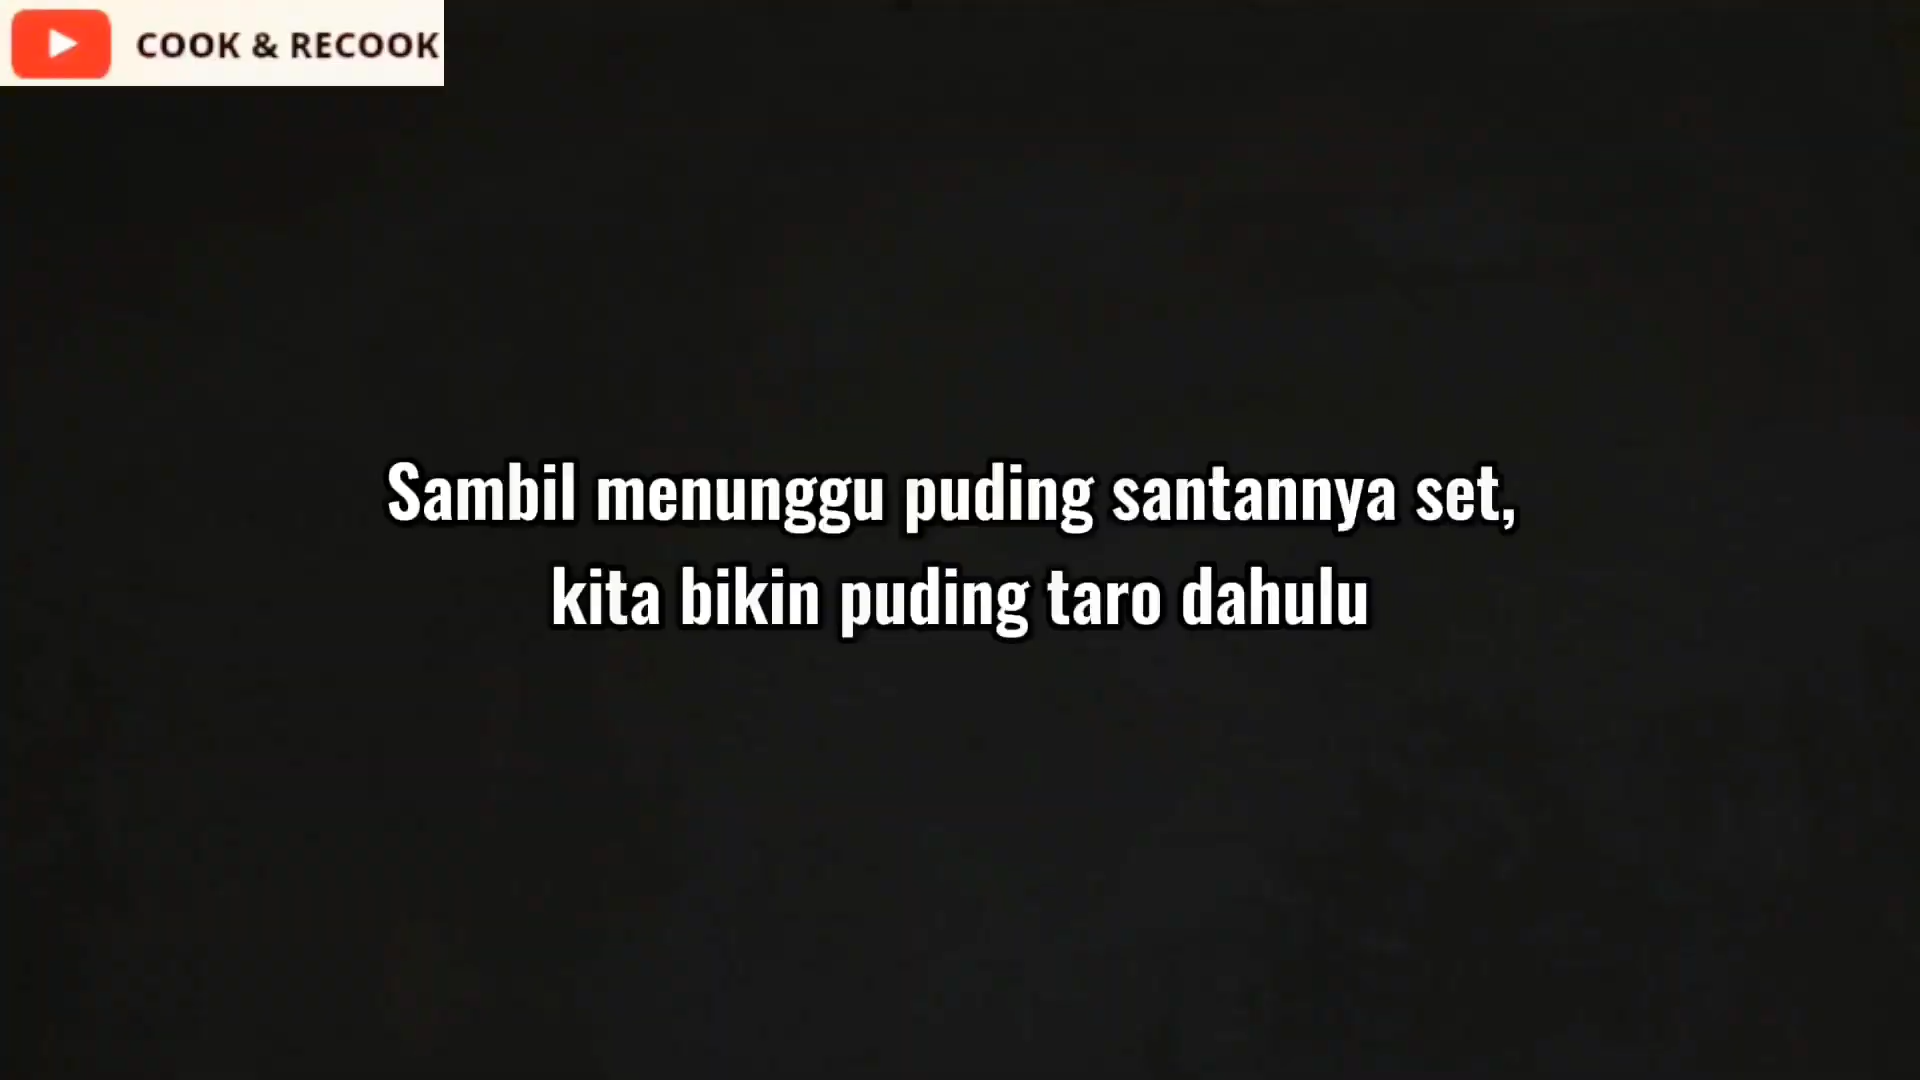 COOK & RECOOK
Sambil menunggu puding santannya set,
kita bikin puding taro dahulu